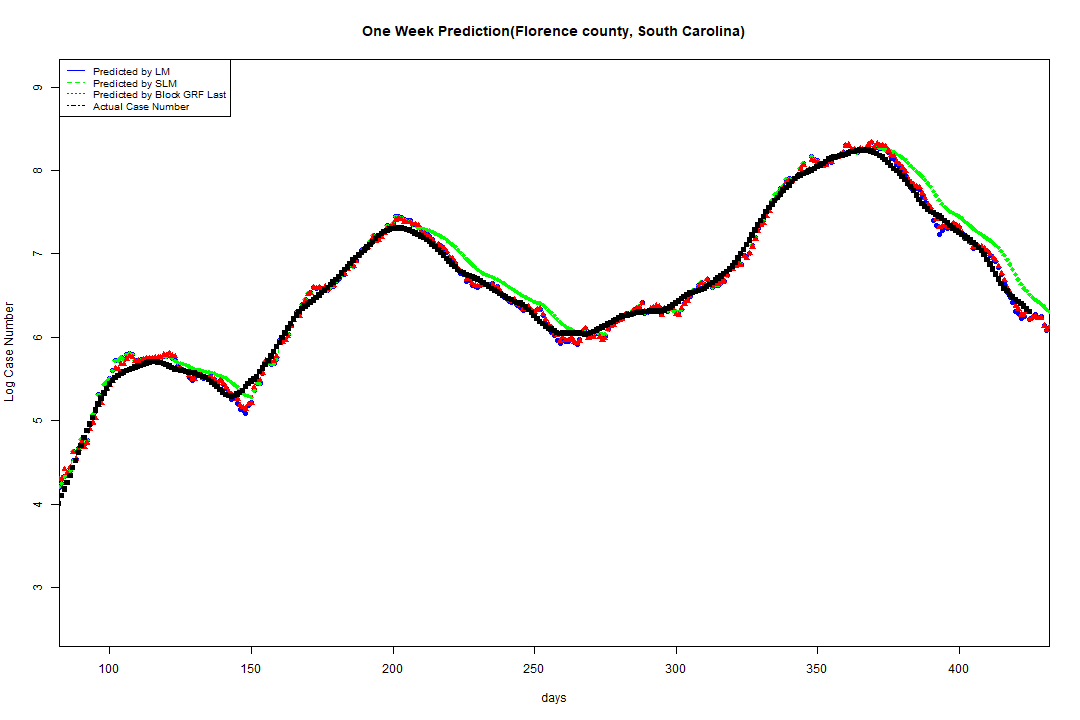 One Week Prediction(Florence county, South Carolina)
Predicted by LM
Predicted by SLM
Predicted by Block GRF Last
Actual Case Number
9
8
7
6
5
4
3
Log Case Number
100 150 200 250 300 350 400
days